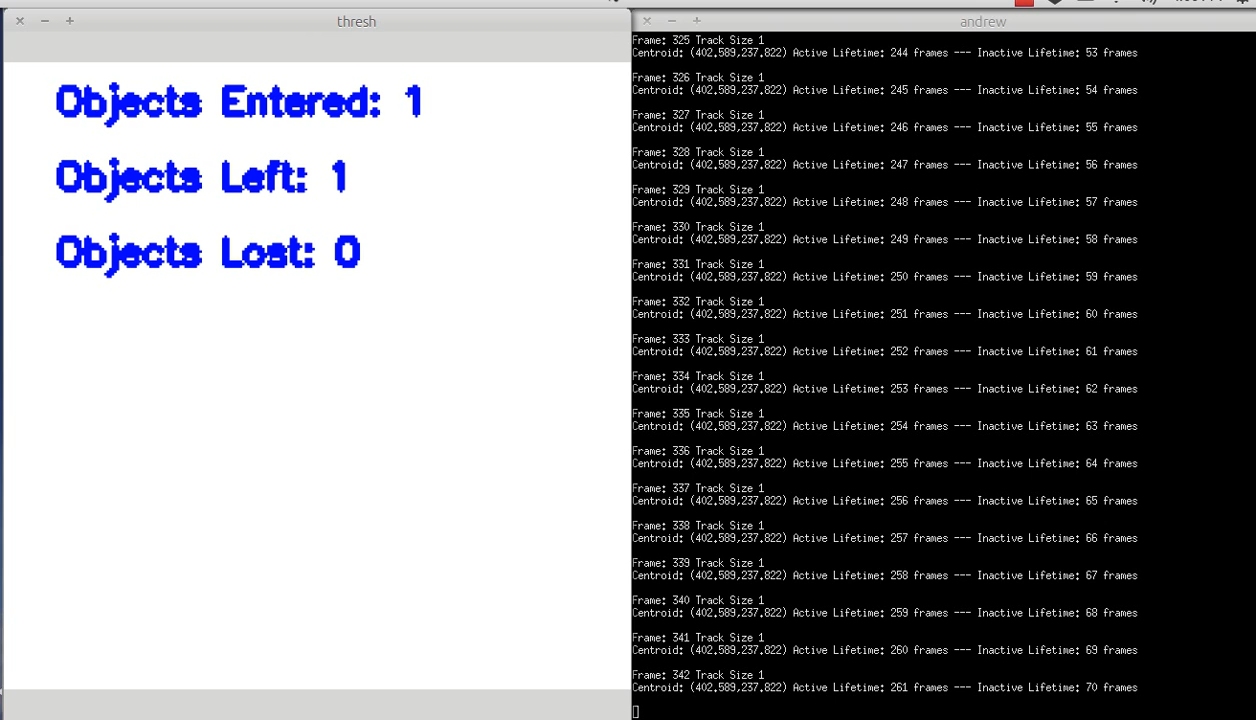 thresh
Objects Entered: 1
Objects Left: 1
Objects Lost: 0
andrew
Frame: 325 Track Size 1
Centroid: (402.589,237.822) Active Lifetime: 244 frames --- Inactive Lifetime: 53 frames
Frame: 326 Track Size 1
Centroid: (402.589,237.822) Active Lifetime: 245 frames --- Inactive Lifetime: 54 frames
Frame: 327 Track Size 1
Centroid: (402.589,237.822) Active Lifetime: 246 frames --- Inactive Lifetime: 55 frames
Frame: 328 Track Size 1
Centroid: (402.589,237.822) Active Lifetime: 247 frames --- Inactive Lifetime: 56 frames
Frame: 329 Track Size 1
Centroid: (402.589,237.822) Active Lifetime: 248 frames --- Inactive Lifetime: 57 frames
Frame: 330 Track Size 1
Centroid: (402.589,237.822) Active Lifetime: 249 frames --- Inactive Lifetime: 58 frames
Frame: 331 Track Size 1
Centroid: (402.589,237.822) Active Lifetime: 250 frames --- Inactive Lifetime: 59 frames
Frame: 332 Track Size 1
Centroid: (402.589,237.822) Active Lifetime: 251 frames --- Inactive Lifetime: 60 frames
Frame: 333 Track Size 1
Centroid: (402.589,237.822) Active Lifetime: 252 frames --- Inactive Lifetime: 61 frames
Frame: 334 Track Size 1
Centroid: (402.589,237.822) Active Lifetime: 253 frames --- Inactive Lifetime: 62 frames
Frame: 335 Track Size 1
Centroid: (402.589,237.822) Active Lifetime: 254 frames --- Inactive Lifetime: 63 frames
Frame: 336 Track Size 1
Centroid: (402.589,237.822) Active Lifetime: 255 frames --- Inactive Lifetime: 64 frames
Frame: 337 Track Size 1
Centroid: (402.589,237.822) Active Lifetime: 256 frames --- Inactive Lifetime: 65 frames
Frame: 338 Track Size 1
Centroid: (402.589,237.822) Active Lifetime: 257 frames --- Inactive Lifetime: 66 frames
Frame: 339 Track Size 1
Centroid: (402.589,237.822) Active Lifetime: 258 frames --- Inactive Lifetime: 67 frames
Frame: 340 Track Size 1
Centroid: (402.589,237.822) Active Lifetime: 259 frames --- Inactive Lifetime: 68 frames
Frame: 341 Track Size 1
Centroid: (402.589,237.822) Active Lifetime: 260 frames --- Inactive Lifetime: 69 frames
Frame: 342 Track Size 1
Centroid: (402.589,237.822) Active Lifetime: 261 frames --- Inactive Lifetime: 70 frames